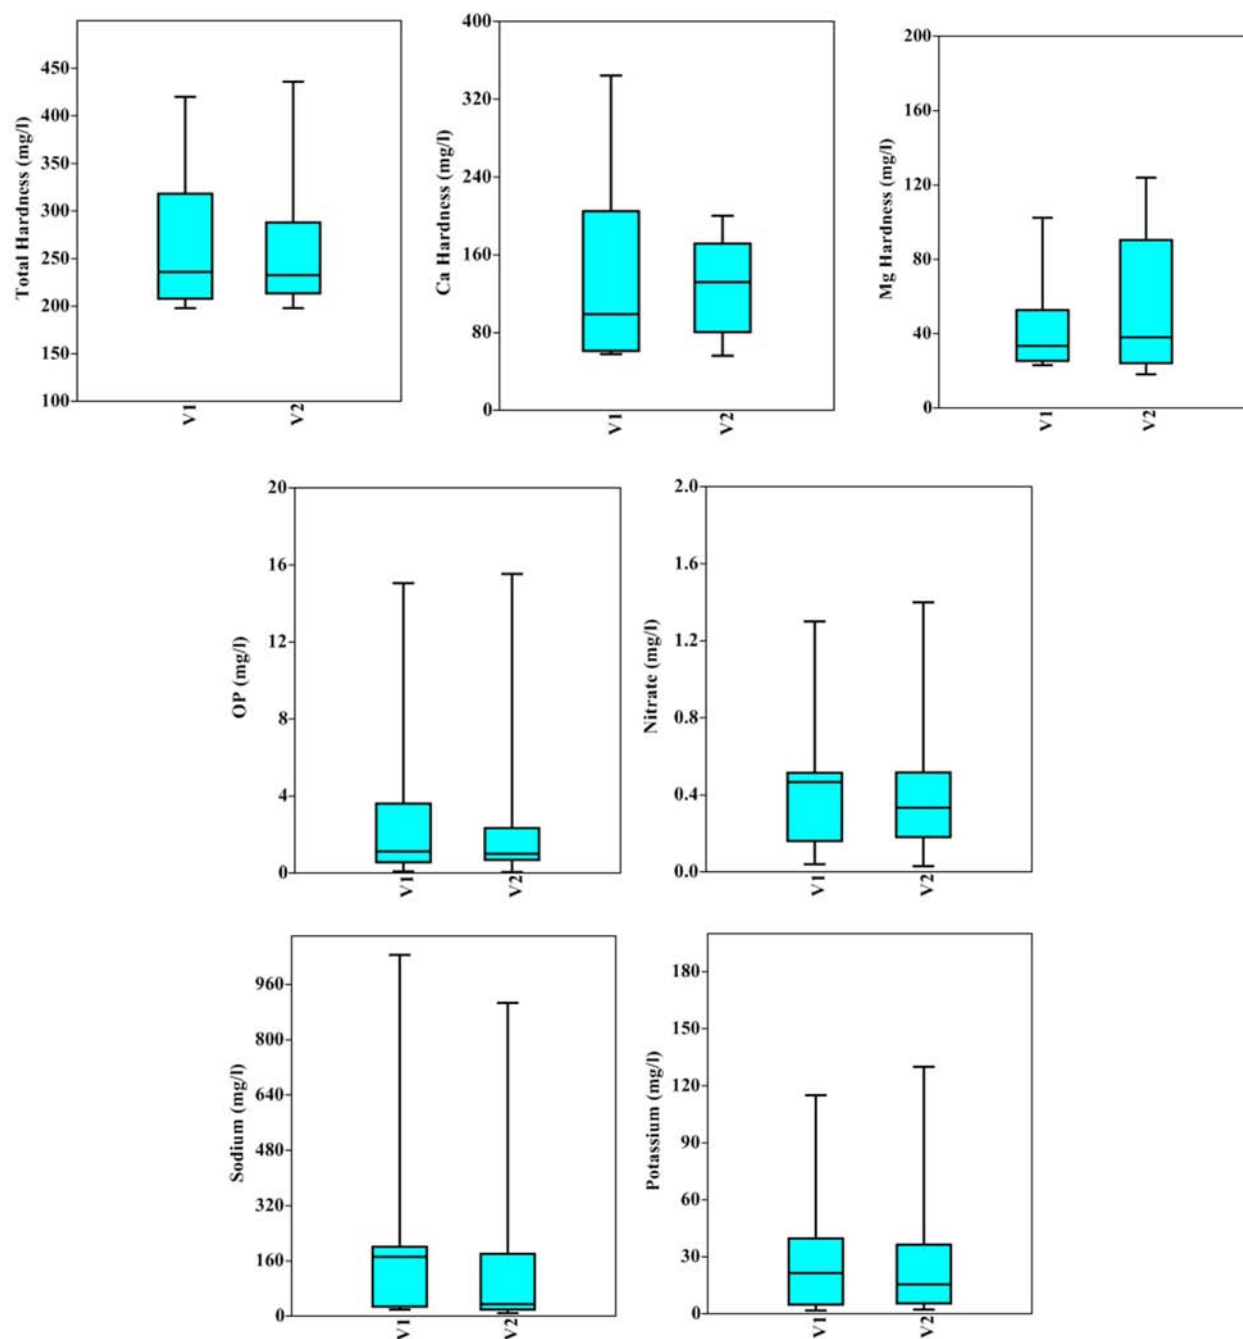 Total Hardness (mg/l)
450
400
350
300
250
200
150
100
V1
V2
Ca Hardness (mg/l)
400
320
240
160
80
0
V1
V2
Mg Hardness (mg/l)
200
160
120
80
40
0
V1
V2
OP (mg/l)
20
16
12
8
4
0
V1
V2
Nitrate (mg/l)
2.0
1.6
1.2
0.8
0.4
0.0
V1
V2
Sodium (mg/l)
960
800
640
480
320
160
0
V1
V2
Potassium (mg/l)
180
150
120
90
60
30
0
V1
V2